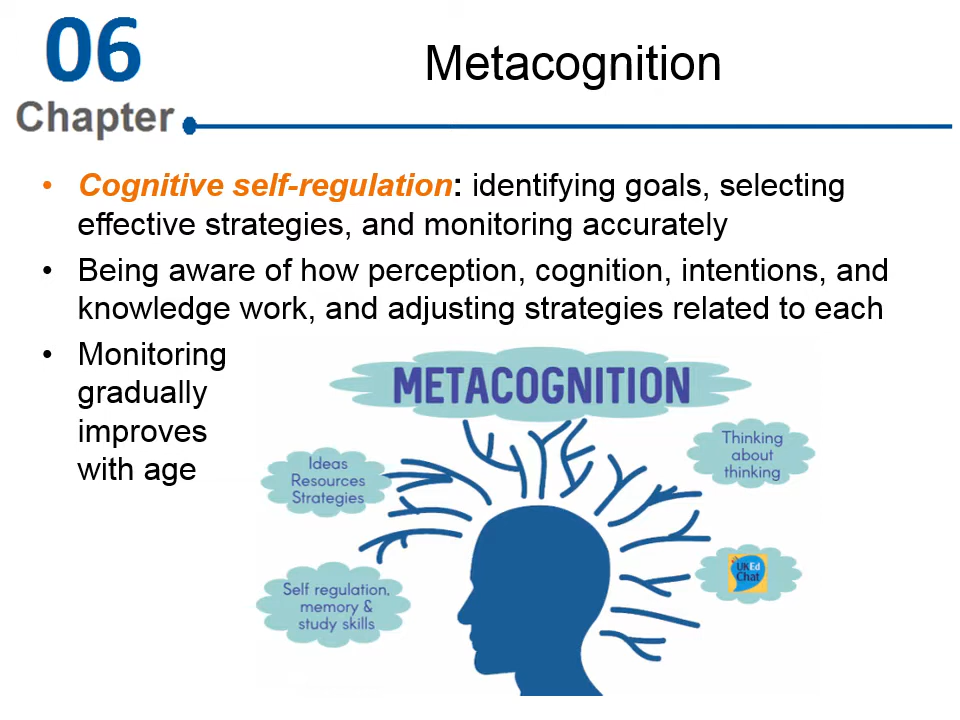 06
Chapter
Metacognition
• Cognitive self-regulation: identifying goals, selecting
effective strategies, and monitoring accurately
• Being aware of how perception, cognition, intentions, and
knowledge work, and adjusting strategies related to each
• Monitoring
gradually
improves
with age
METACOGNITION
Ideas
Resources
Strategies
Thinking
about
thinking
Self regulation,
memory &
study skills
UKEd
Chat